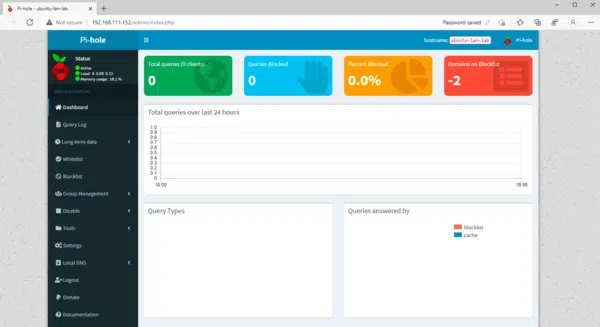 Pi-hole - ubuntu-lan-lab
Not secure | 192.168.111.152/admin/index.php
Password saved
Pi-hole
hostname: ubuntu-lan-lab
Pi-hole
Status
Active
Load: 0 0.09 0.13
Memory usage: 18.1 %
Dashboard
Query Log
Long-term data
Whitelist
Blacklist
Group Management
Disable
Tools
Settings
Local DNS
Logout
Donate
Documentation
Total queries (0 clients)
0
Queries Blocked
0
Percent Blocked
0.0%
Domains on Blocklist
-2
Total queries over last 24 hours
1.0
0.9
0.8
0.7
0.6
0.5
0.4
0.3
0.2
0.1
0
18:00
18:00
Query Types
Queries answered by
blocklist
cache